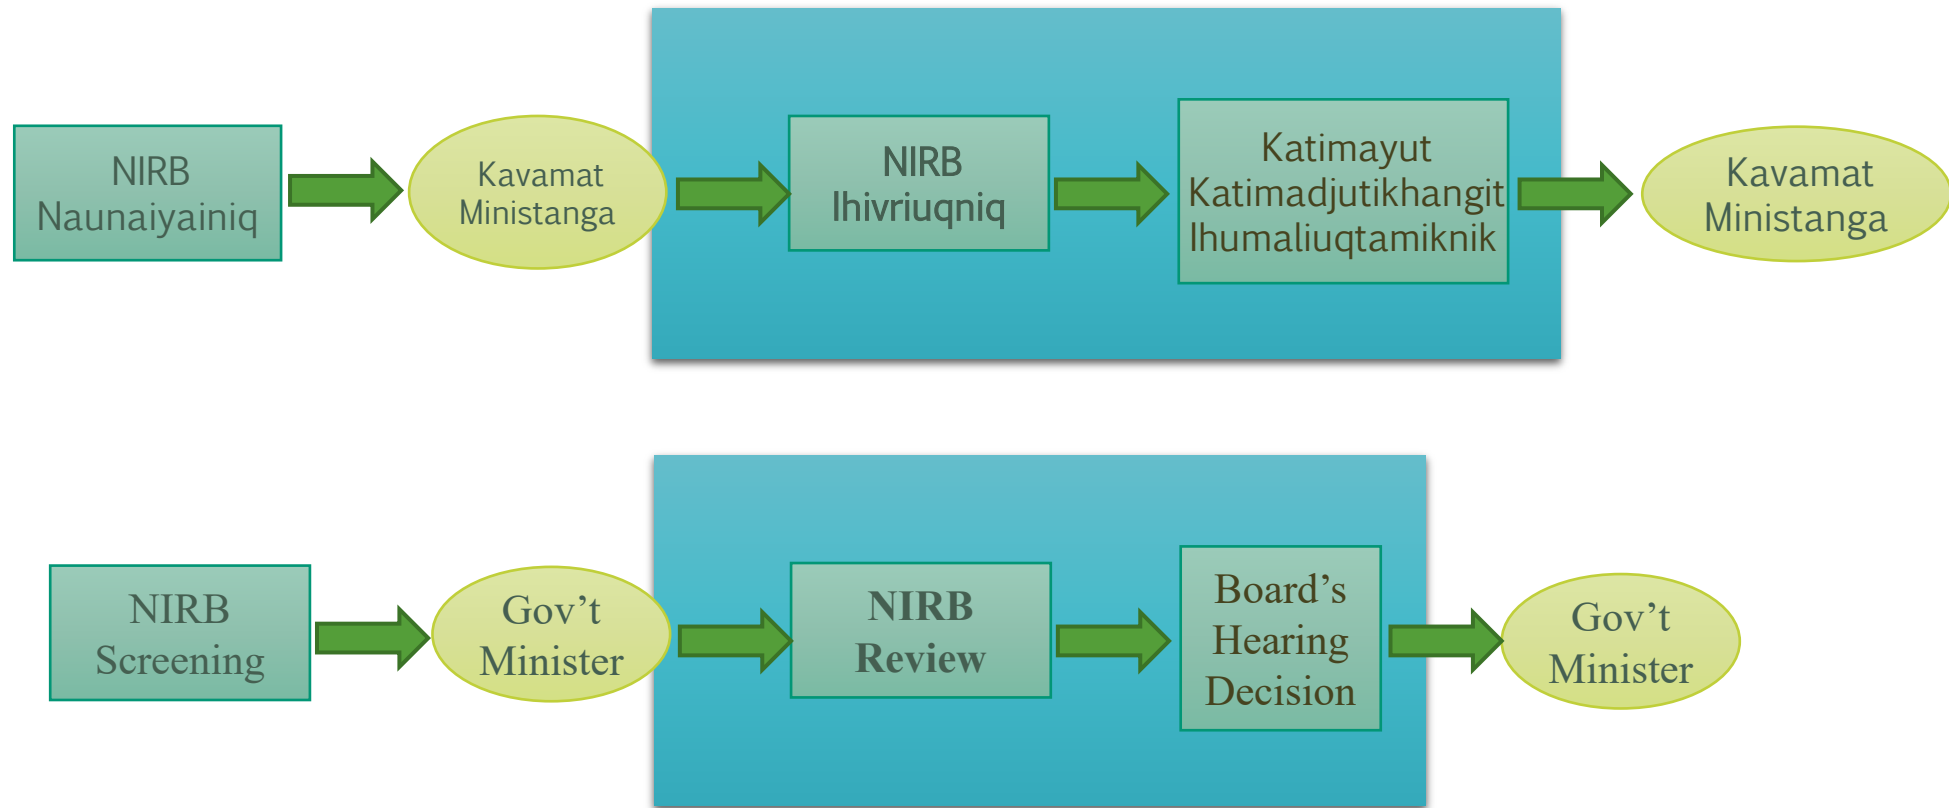 NIRB
Naunaiyainiq
Kavamat
Ministanga
NIRB
Ihivriuqniq
Katimayut
Katimadjutikhangit
Ihumaliuqtamiknik
Kavamat
Ministanga
NIRB
Screening
Gov’t
Minister
NIRB
Review
Board’s
Hearing
Decision
Gov’t
Minister